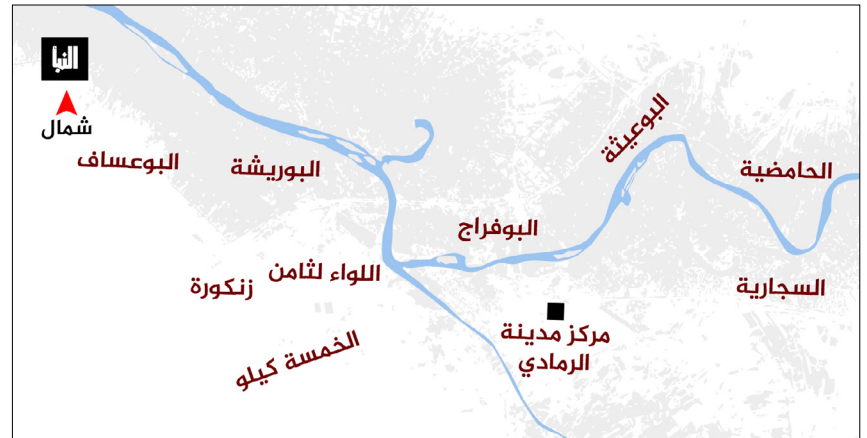 النبأ
شمال
البوعساف
البوريشة
البوعيثة
الحامضية
البوفراج
زنكورة
اللواء لثامن
السجارية
الخمسة كيلو
مركز مدينة
الرمادي